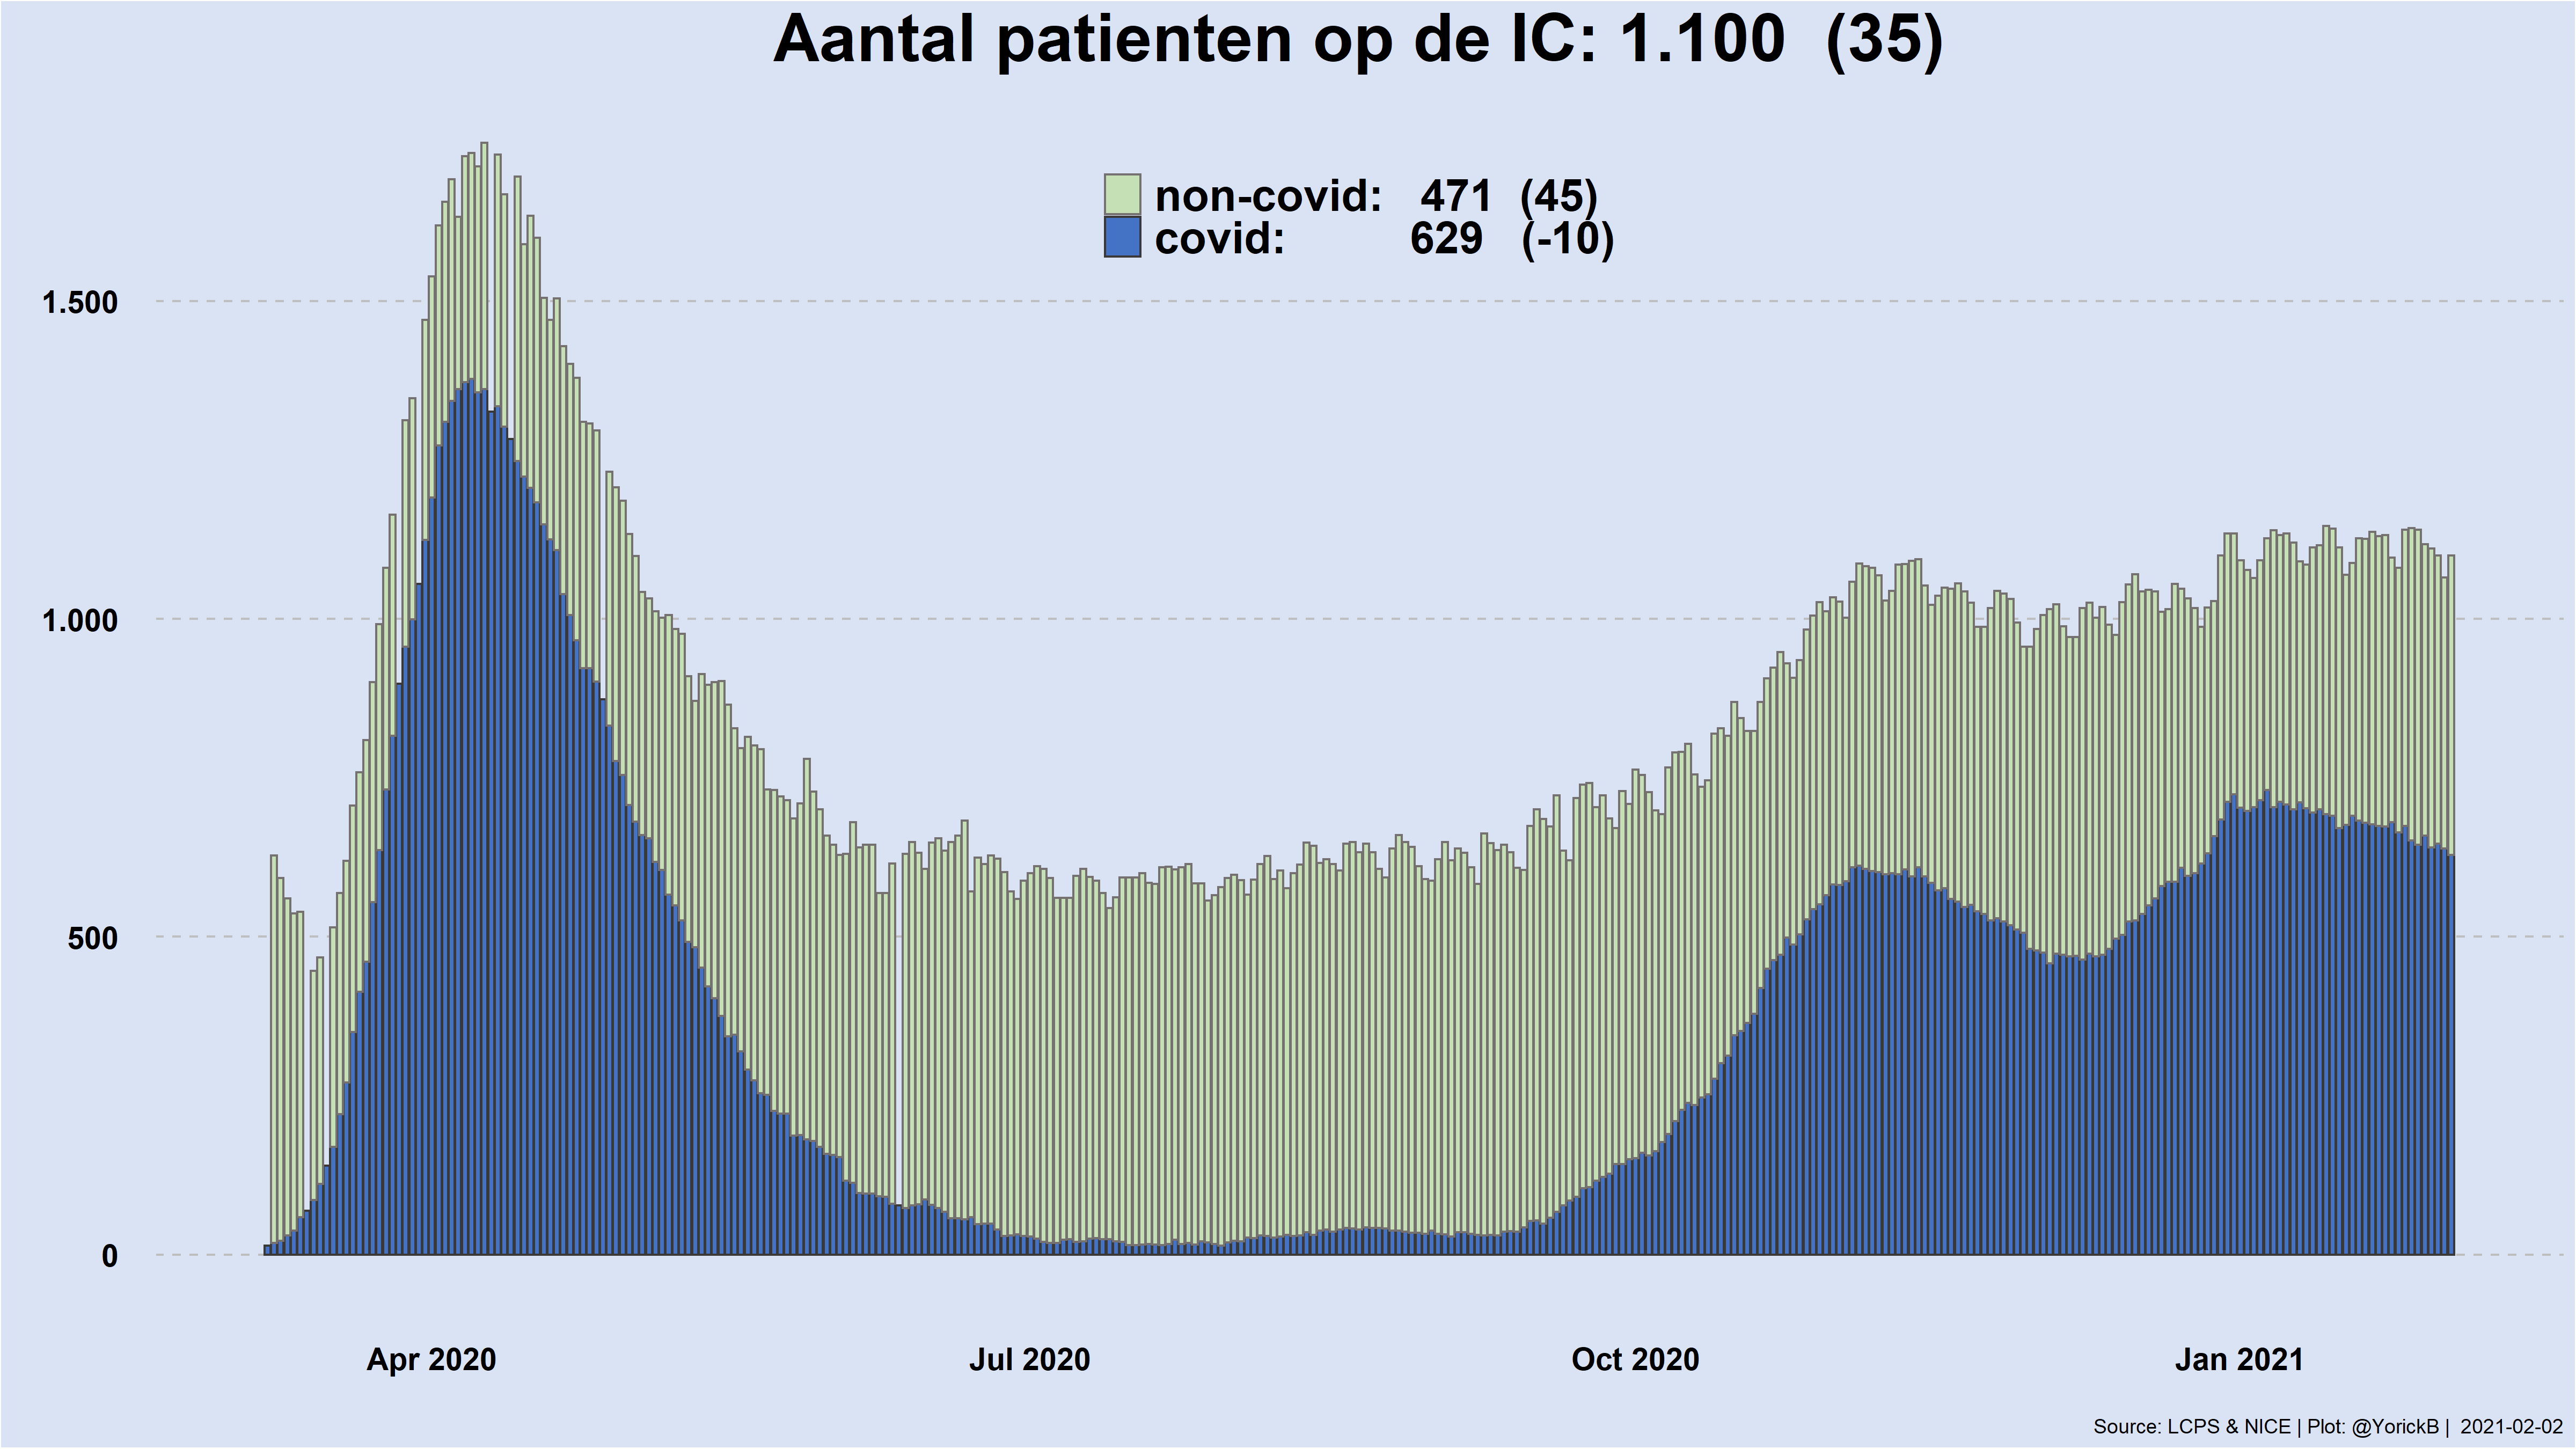 Aantal patienten op de IC: 1.100 (35)
non-covid: 471 (45)
covid: 629 (-10)
1.500
1.000
500
0
Apr 2020
Jul 2020
Oct 2020
Jan 2021
Source: LCPS & NICE | Plot: @YorickB | 2021-02-02